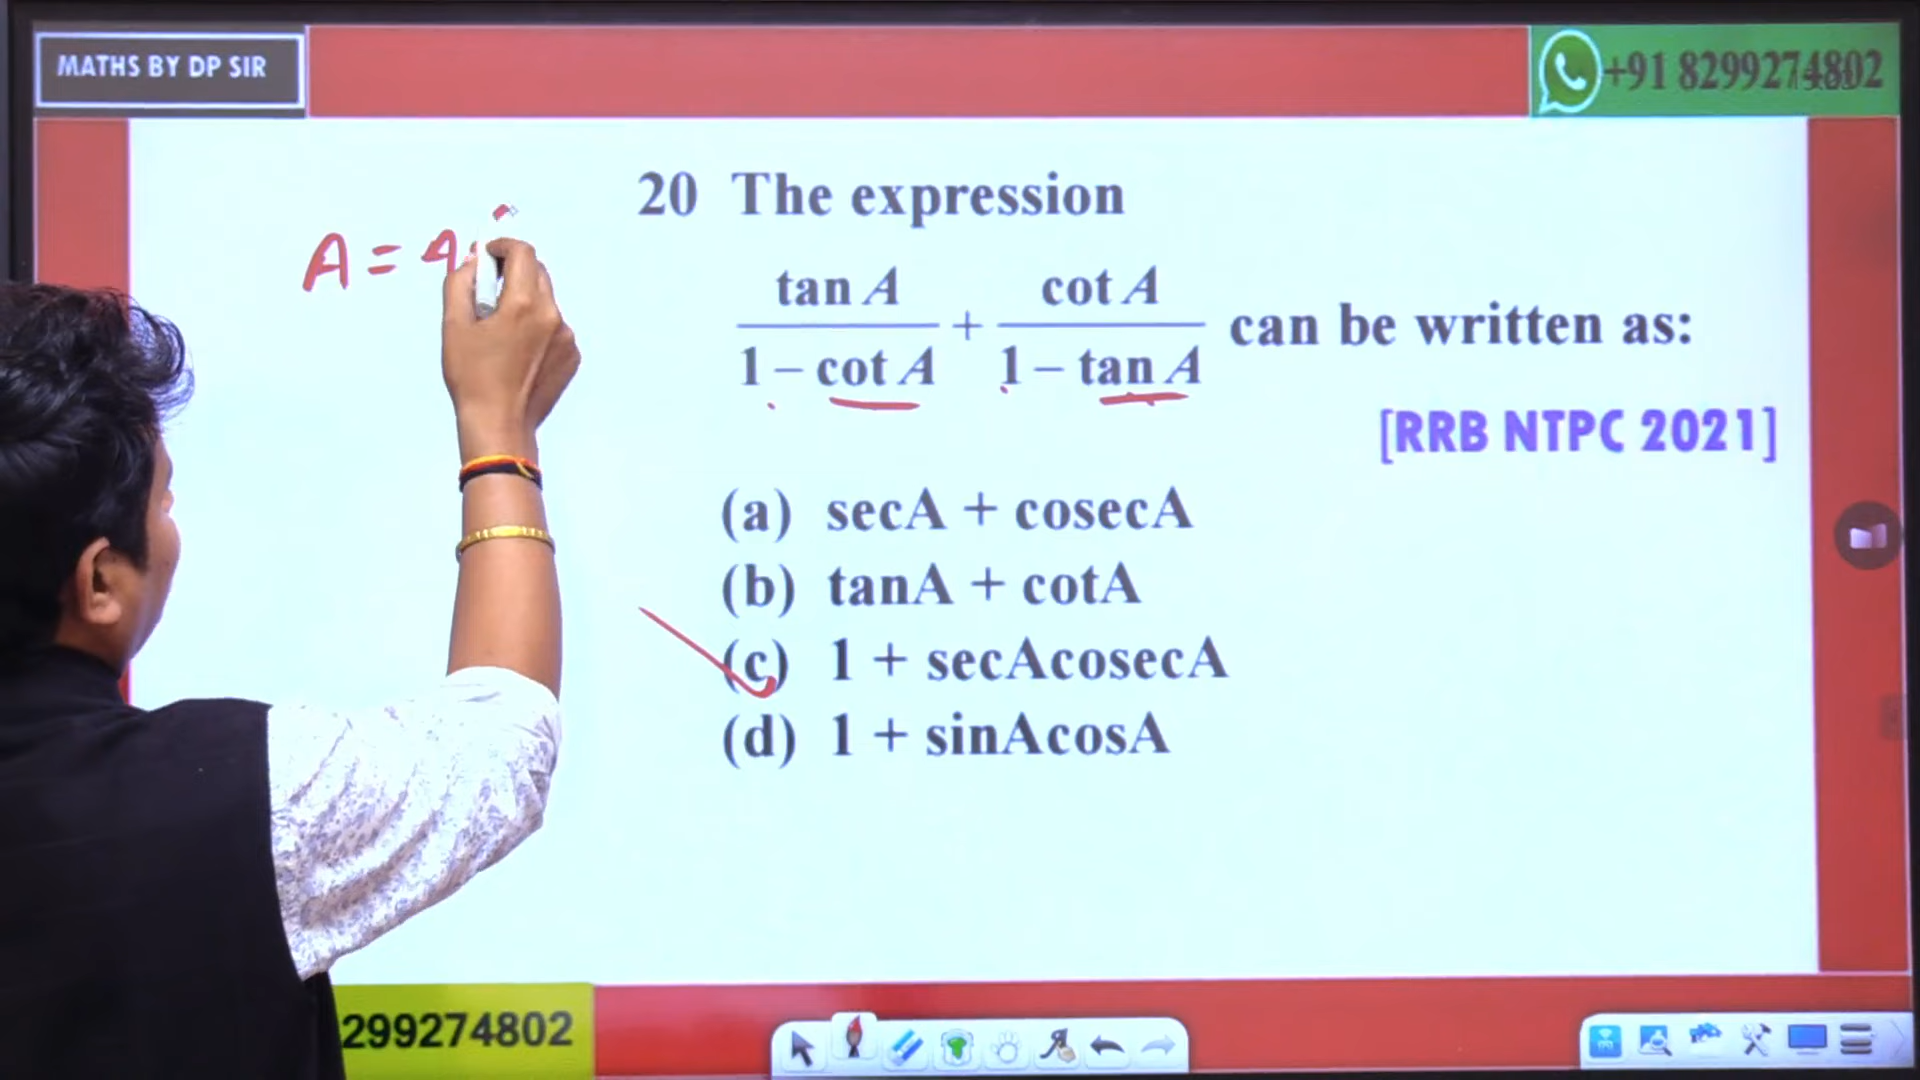 MATHS BY DP SIR
+91 8299274802
20 The expression
A = 4
tan A / 1 – cot A + cot A / 1 – tan A can be written as:
[RRB NTPC 2021]
(a) secA + cosecA
(b) tanA + cotA
(c) 1 + secAcosecA
(d) 1 + sinAcosA
299274802